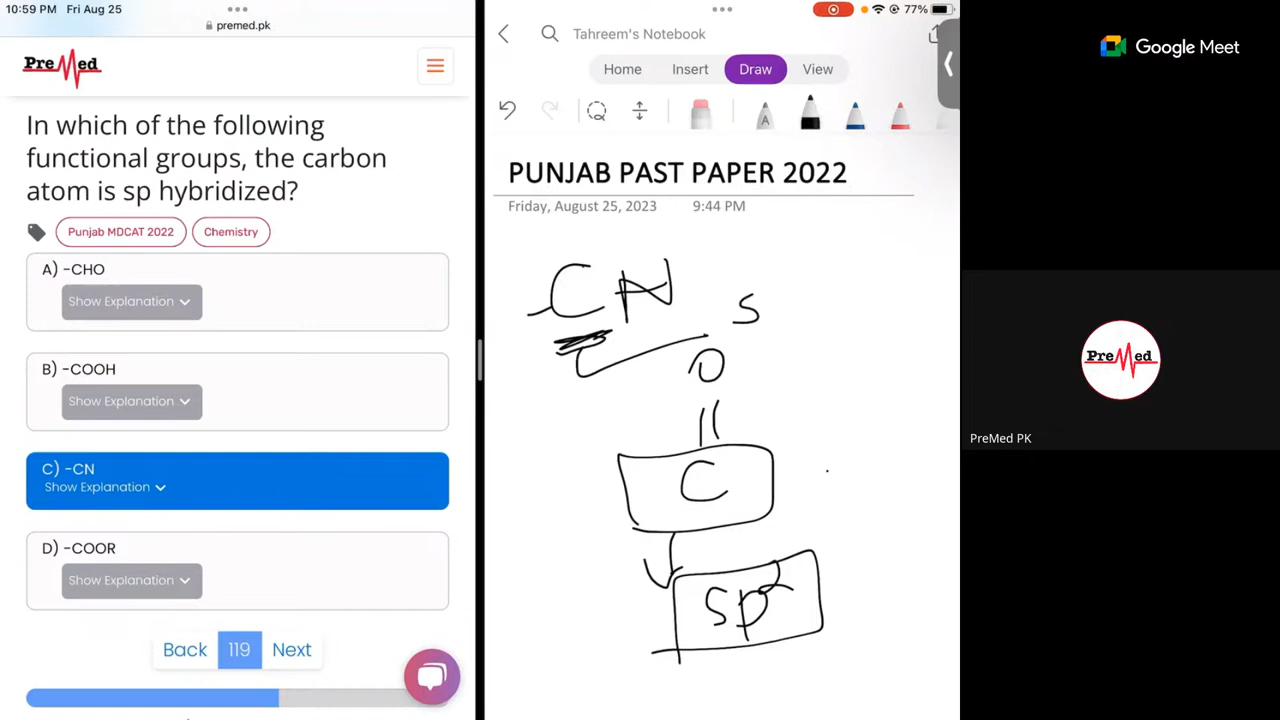 10:59 PM Fri Aug 25
premed.pk
PreMed
In which of the following
functional groups, the carbon
atom is sp hybridized?
Punjab MDCAT 2022
Chemistry
A) -CHO
Show Explanation
B) -COOH
Show Explanation
C) -CN
Show Explanation
D) -COOR
Show Explanation
Back 119 Next
77%
Tahreem's Notebook
Home Insert Draw View
A
PUNJAB PAST PAPER 2022
Friday, August 25, 2023 9:44 PM
-CN
S
O
C
sp2
Google Meet
PreMed
PreMed PK